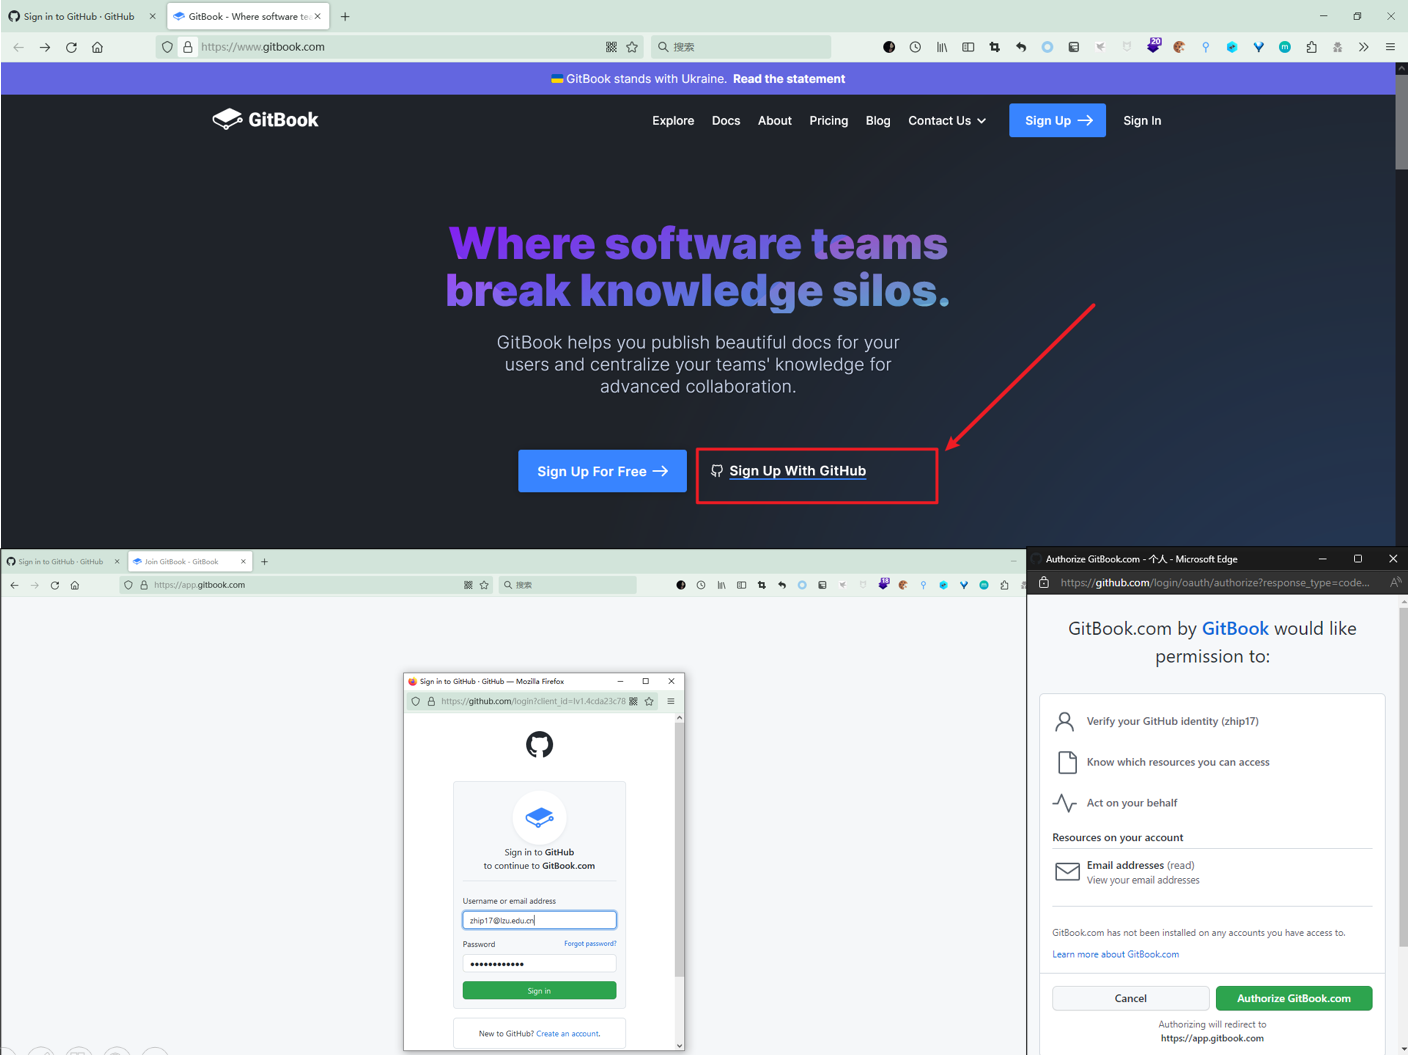 Sign in to GitHub · GitHub
GitBook - Where software te
https://www.gitbook.com
搜索
20
GitBook stands with Ukraine. Read the statement
GitBook
Explore
Docs
About
Pricing
Blog
Contact Us
Sign Up →
Sign In
Where software teams
break knowledge silos.
GitBook helps you publish beautiful docs for your
users and centralize your teams' knowledge for
advanced collaboration.
Sign Up For Free →
Sign Up With GitHub
Sign in to GitHub · GitHub
Join GitBook - GitBook
https://app.gitbook.com
搜索
18
Sign in to GitHub · GitHub — Mozilla Firefox
https://github.com/login?client_id=Iv1.4cda23c78
Sign in to GitHub
to continue to GitBook.com
Username or email address
zhip17@lzu.edu.cn
Password
Forgot password?
Sign in
New to GitHub? Create an account.
Authorize GitBook.com - 个人 - Microsoft Edge
https://github.com/login/oauth/authorize?response_type=code...
GitBook.com by GitBook would like
permission to:
Verify your GitHub identity (zhip17)
Know which resources you can access
Act on your behalf
Resources on your account
Email addresses (read)
View your email addresses
GitBook.com has not been installed on any accounts you have access to.
Learn more about GitBook.com
Cancel
Authorize GitBook.com
Authorizing will redirect to
https://app.gitbook.com